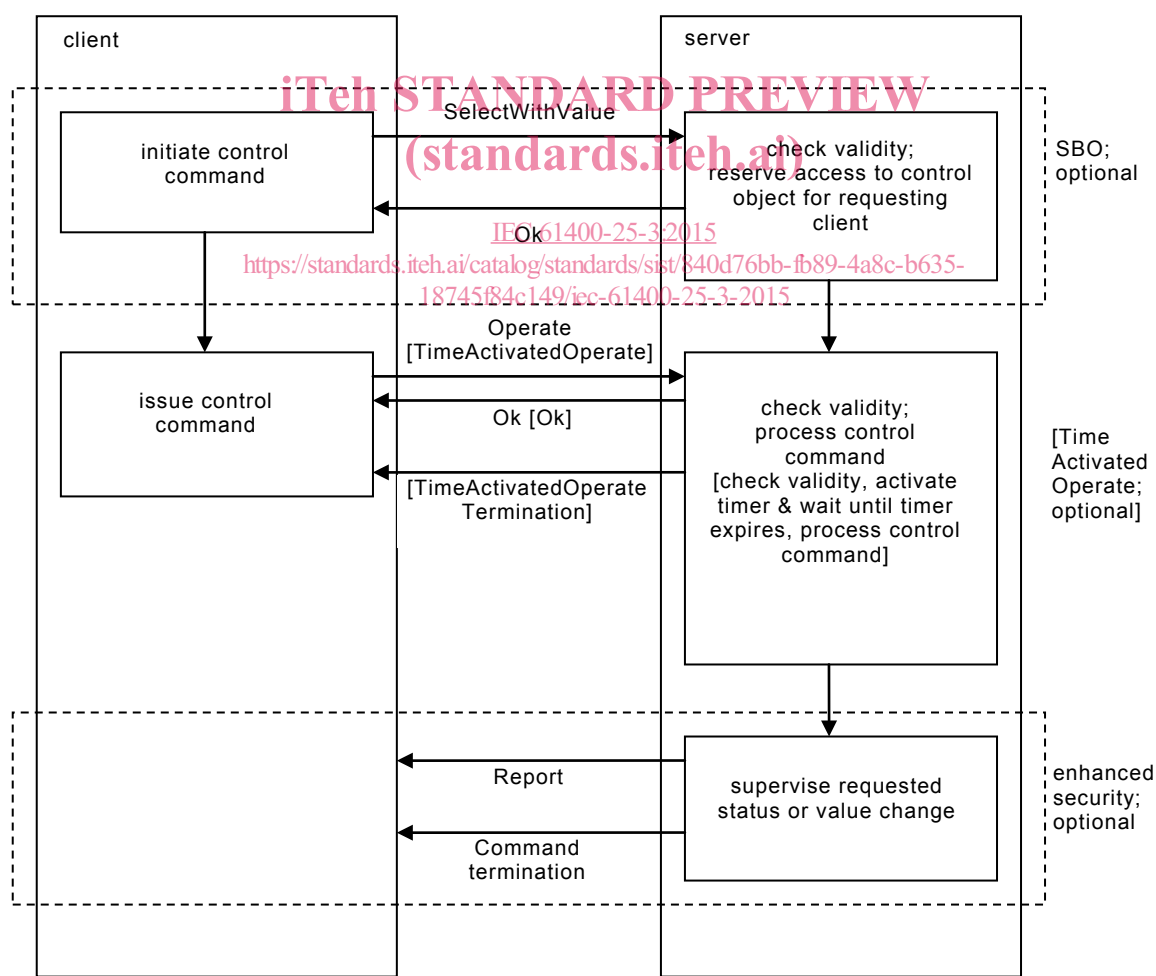 client
server
iTeh STANDARD PREVIEW
(standards.iteh.ai)
SelectWithValue
initiate control
command
check validity;
reserve access to control
object for requesting
client
SBO;
optional
Ok
IEC 61400-25-3:2015
https://standards.iteh.ai/catalog/standards/sist/840d76bb-fb89-4a8c-b635-
18745f84c149/iec-61400-25-3-2015
Operate
[TimeActivatedOperate]
issue control
command
Ok [Ok]
[TimeActivatedOperate
Termination]
check validity;
process control
command
[check validity, activate
timer & wait until timer
expires, process control
command]
[Time
Activated
Operate;
optional]
Report
Command
termination
supervise requested
status or value change
enhanced
security;
optional